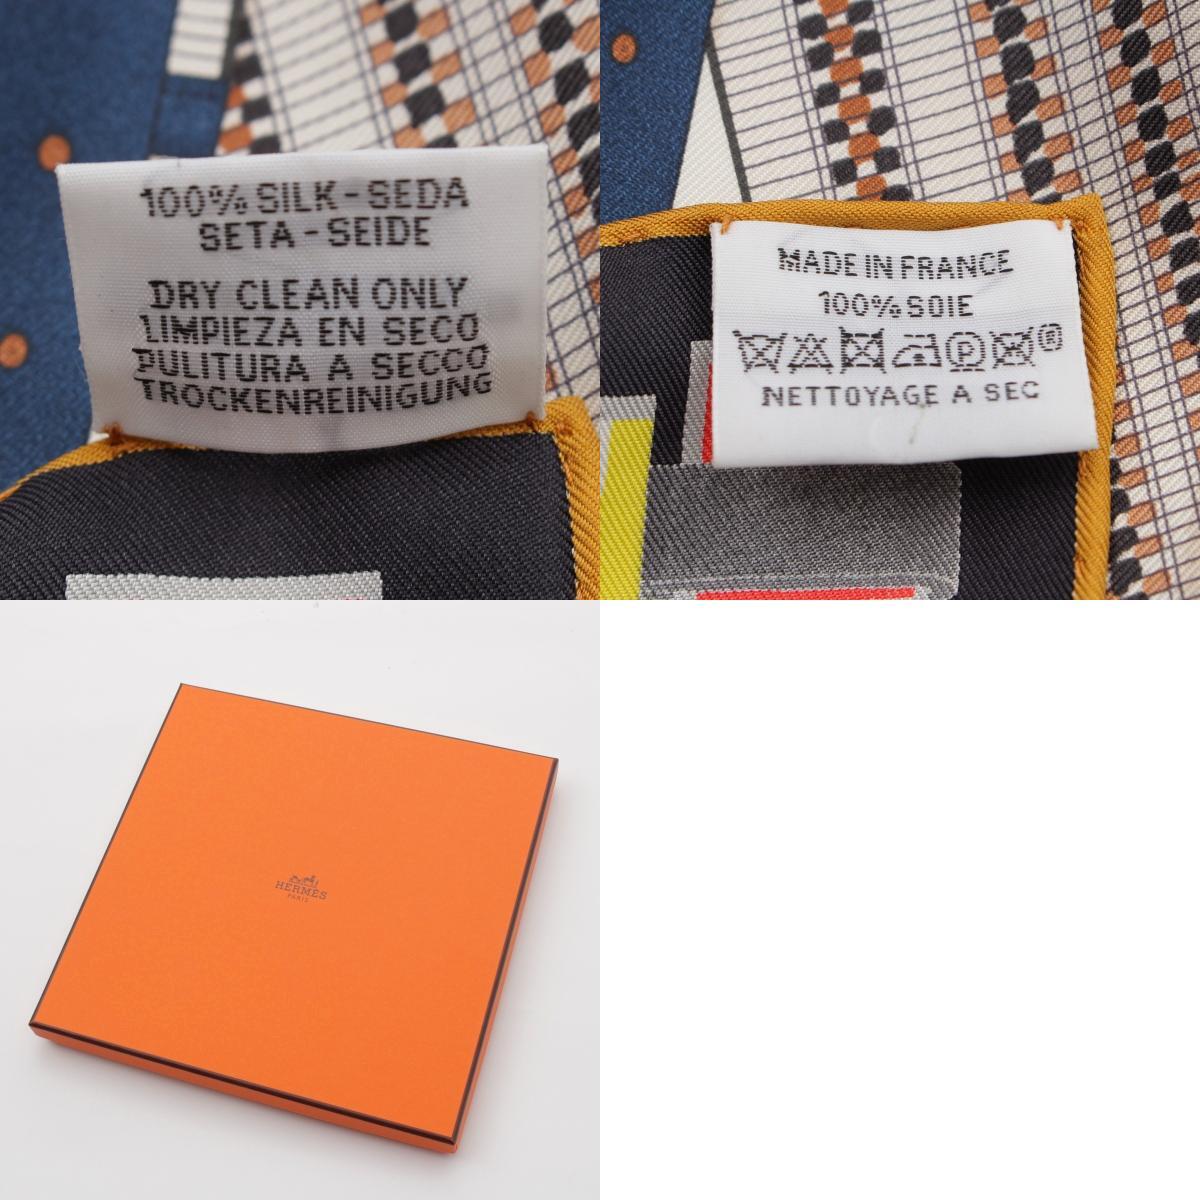 100% SILK-SEDA
SETA-SEIDE
DRY CLEAN ONLY
LIMPIEZA EN SECO
PULITURA A SECCO
TROCKENREINIGUNG
MADE IN FRANCE
100% SOIE
P ®
NETTOYAGE A SEC
HERMÈS
PARIS